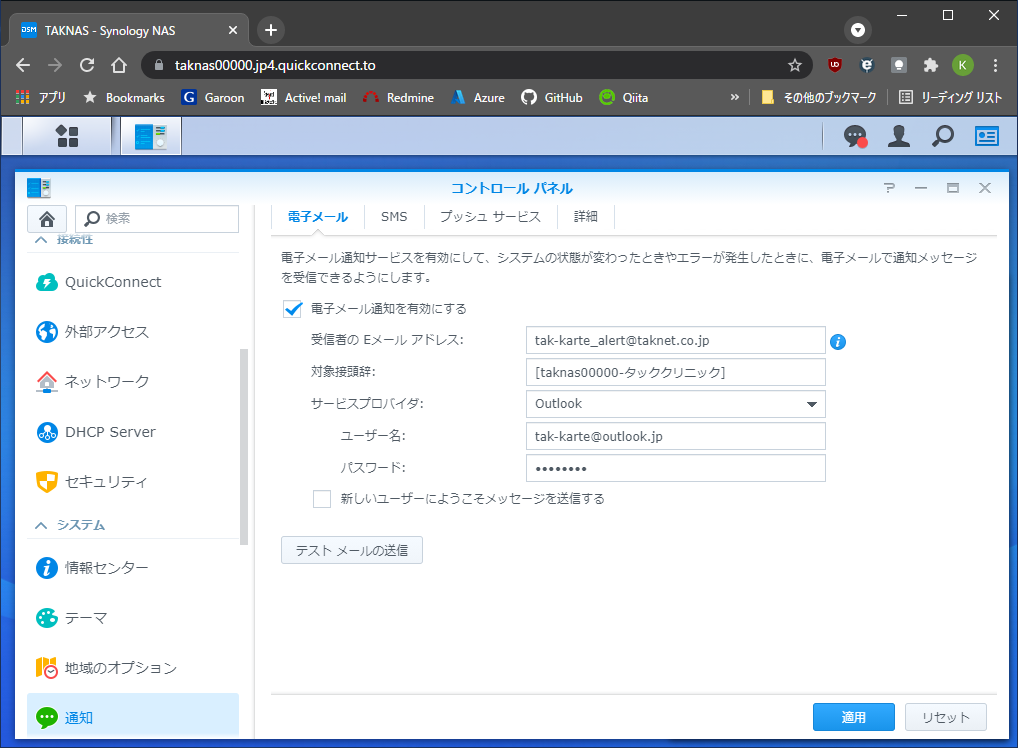 DSM TAKNAS - Synology NAS
taknas00000.jp4.quickconnect.to
K
アプリ Bookmarks G Garoon Active! mail Redmine Azure GitHub Qiita » その他のブックマーク リーディング リスト
コントロール パネル
検索
接続性
QuickConnect
外部アクセス
ネットワーク
DHCP Server
セキュリティ
システム
情報センター
テーマ
地域のオプション
通知
電子メール SMS プッシュ サービス 詳細
電子メール通知サービスを有効にして、システムの状態が変わったときやエラーが発生したときに、電子メールで通知メッセージ
を受信できるようにします。
電子メール通知を有効にする
受信者の Eメール アドレス: tak-karte_alert@taknet.co.jp
対象接頭辞: [taknas00000-タッククリニック]
サービスプロバイダ: Outlook
ユーザー名: tak-karte@outlook.jp
パスワード: ••••••••
新しいユーザーにようこそメッセージを送信する
テスト メールの送信
適用 リセット